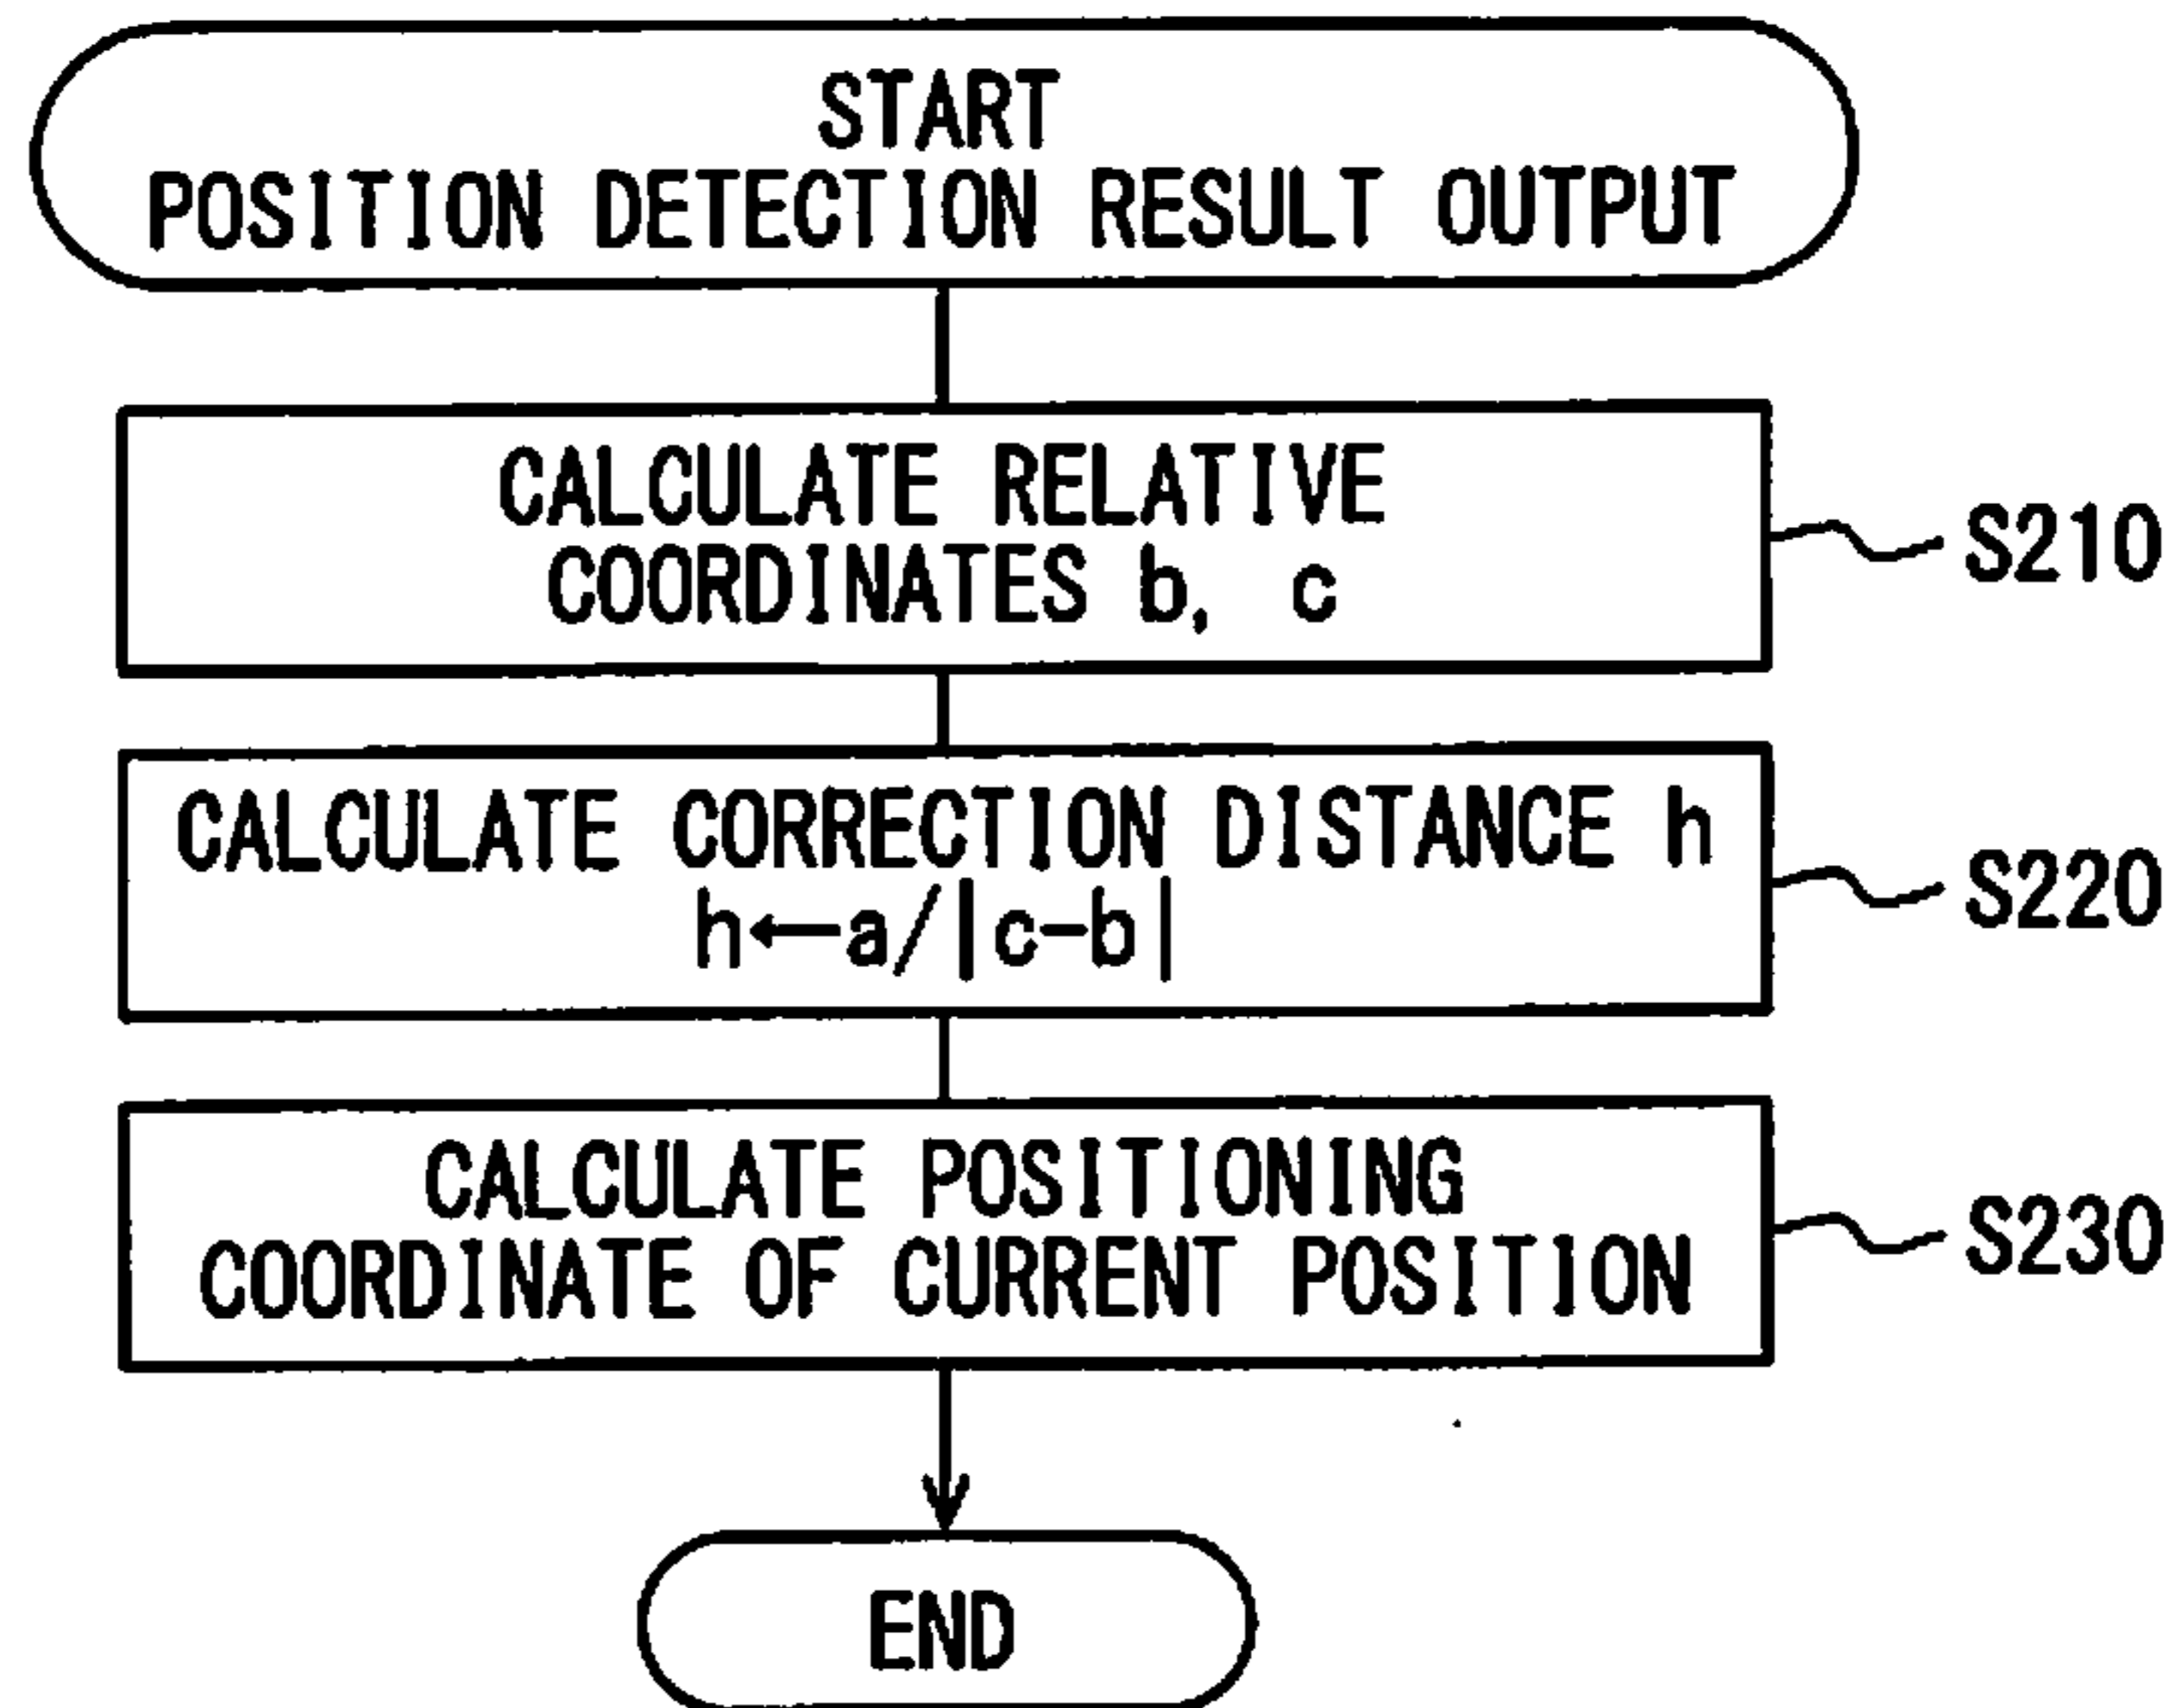 START
POSITION DETECTION RESULT OUTPUT
CALCULATE RELATIVE
COORDINATES b, c
S210
CALCULATE CORRECTION DISTANCE h
h←a/|c-b|
S220
CALCULATE POSITIONING
COORDINATE OF CURRENT POSITION
S230
END